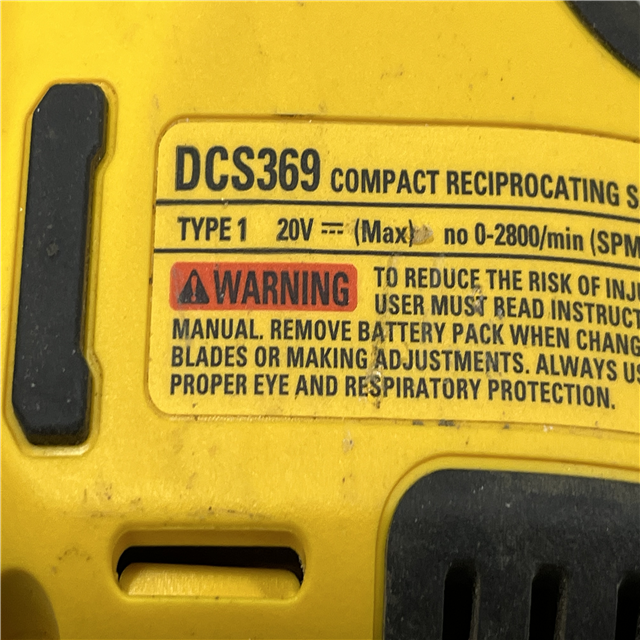 DCS369 COMPACT RECIPROCATING S
TYPE 1 20V ⎓ (Max) no 0-2800/min (SPM
WARNING TO REDUCE THE RISK OF INJU
USER MUST READ INSTRUCT
MANUAL. REMOVE BATTERY PACK WHEN CHANG
BLADES OR MAKING ADJUSTMENTS. ALWAYS US
PROPER EYE AND RESPIRATORY PROTECTION.